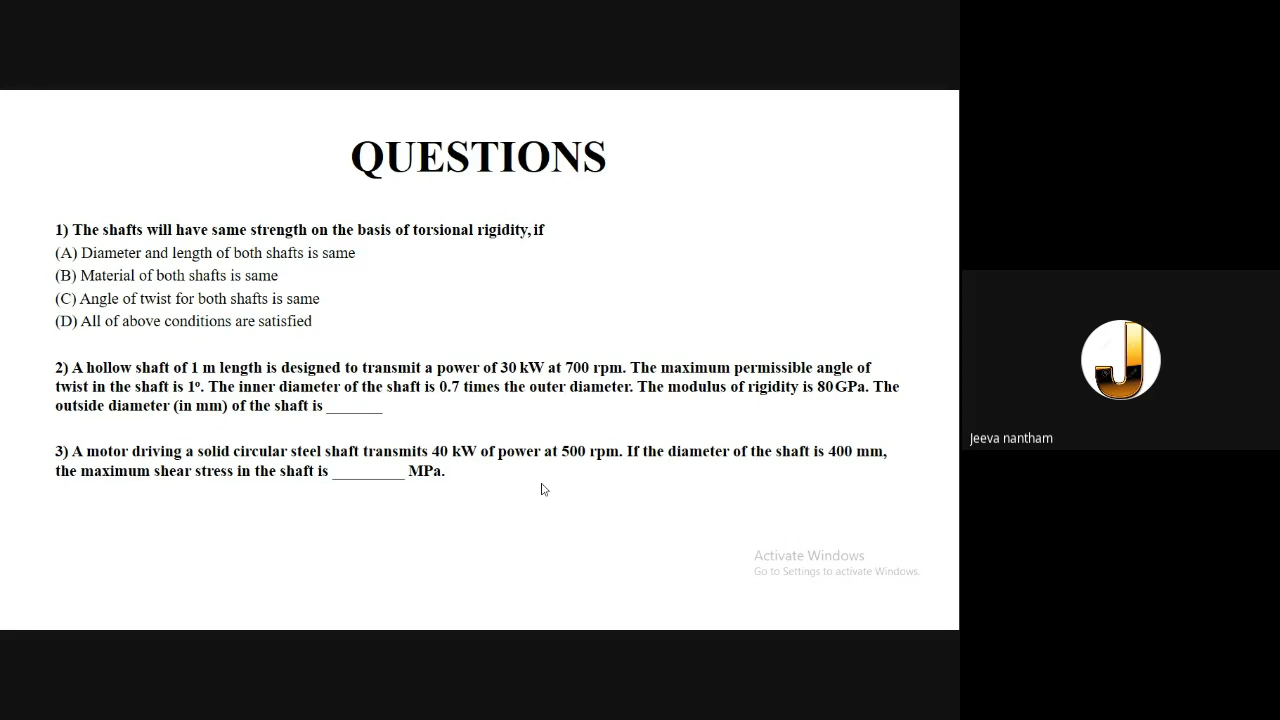 QUESTIONS
1) The shafts will have same strength on the basis of torsional rigidity, if
(A) Diameter and length of both shafts is same
(B) Material of both shafts is same
(C) Angle of twist for both shafts is same
(D) All of above conditions are satisfied
2) A hollow shaft of 1 m length is designed to transmit a power of 30 kW at 700 rpm. The maximum permissible angle of
twist in the shaft is 1º. The inner diameter of the shaft is 0.7 times the outer diameter. The modulus of rigidity is 80 GPa. The
outside diameter (in mm) of the shaft is _______
3) A motor driving a solid circular steel shaft transmits 40 kW of power at 500 rpm. If the diameter of the shaft is 400 mm,
the maximum shear stress in the shaft is _________ MPa.
Activate Windows
Go to Settings to activate Windows.
J
Jeeva nantham